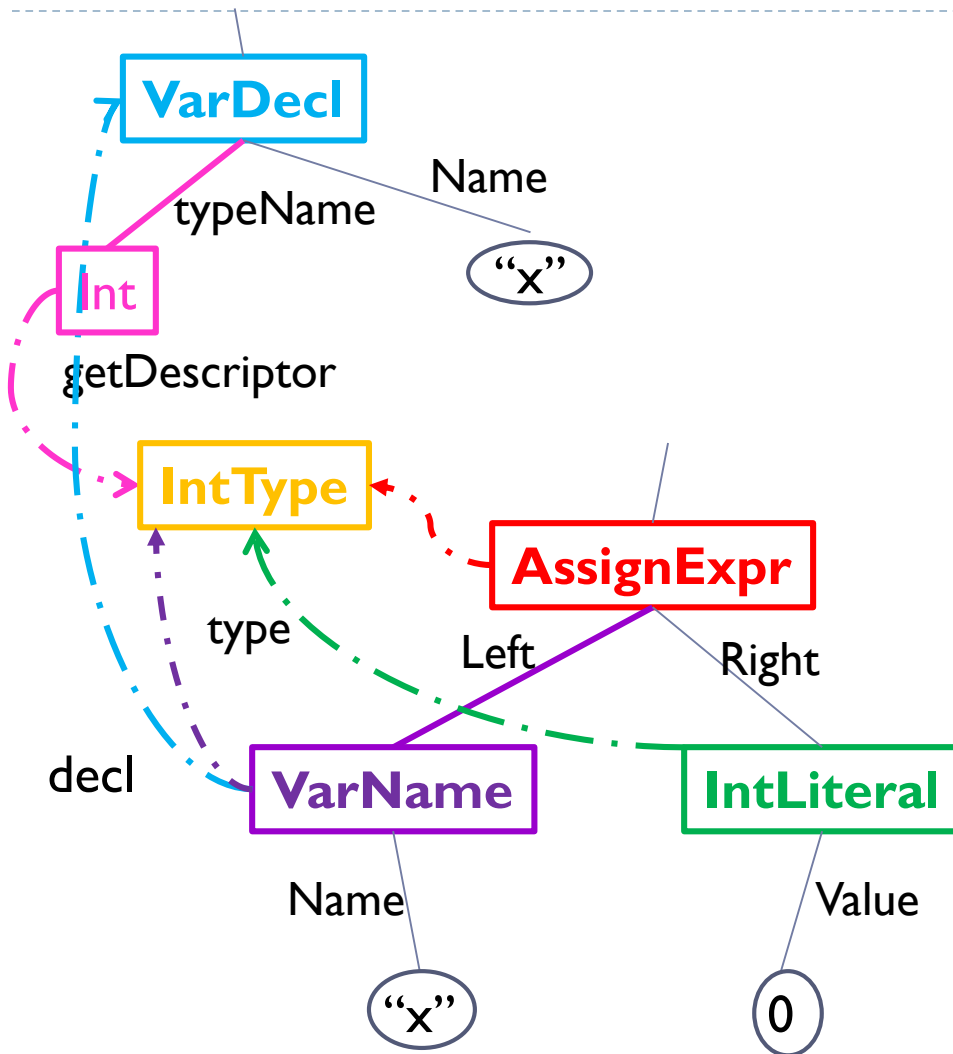 VarDecl
Name
typeName
“x”
Int
getDescriptor
IntType
AssignExpr
type
Left
Right
decl
VarName
IntLiteral
Name
Value
“x”
0